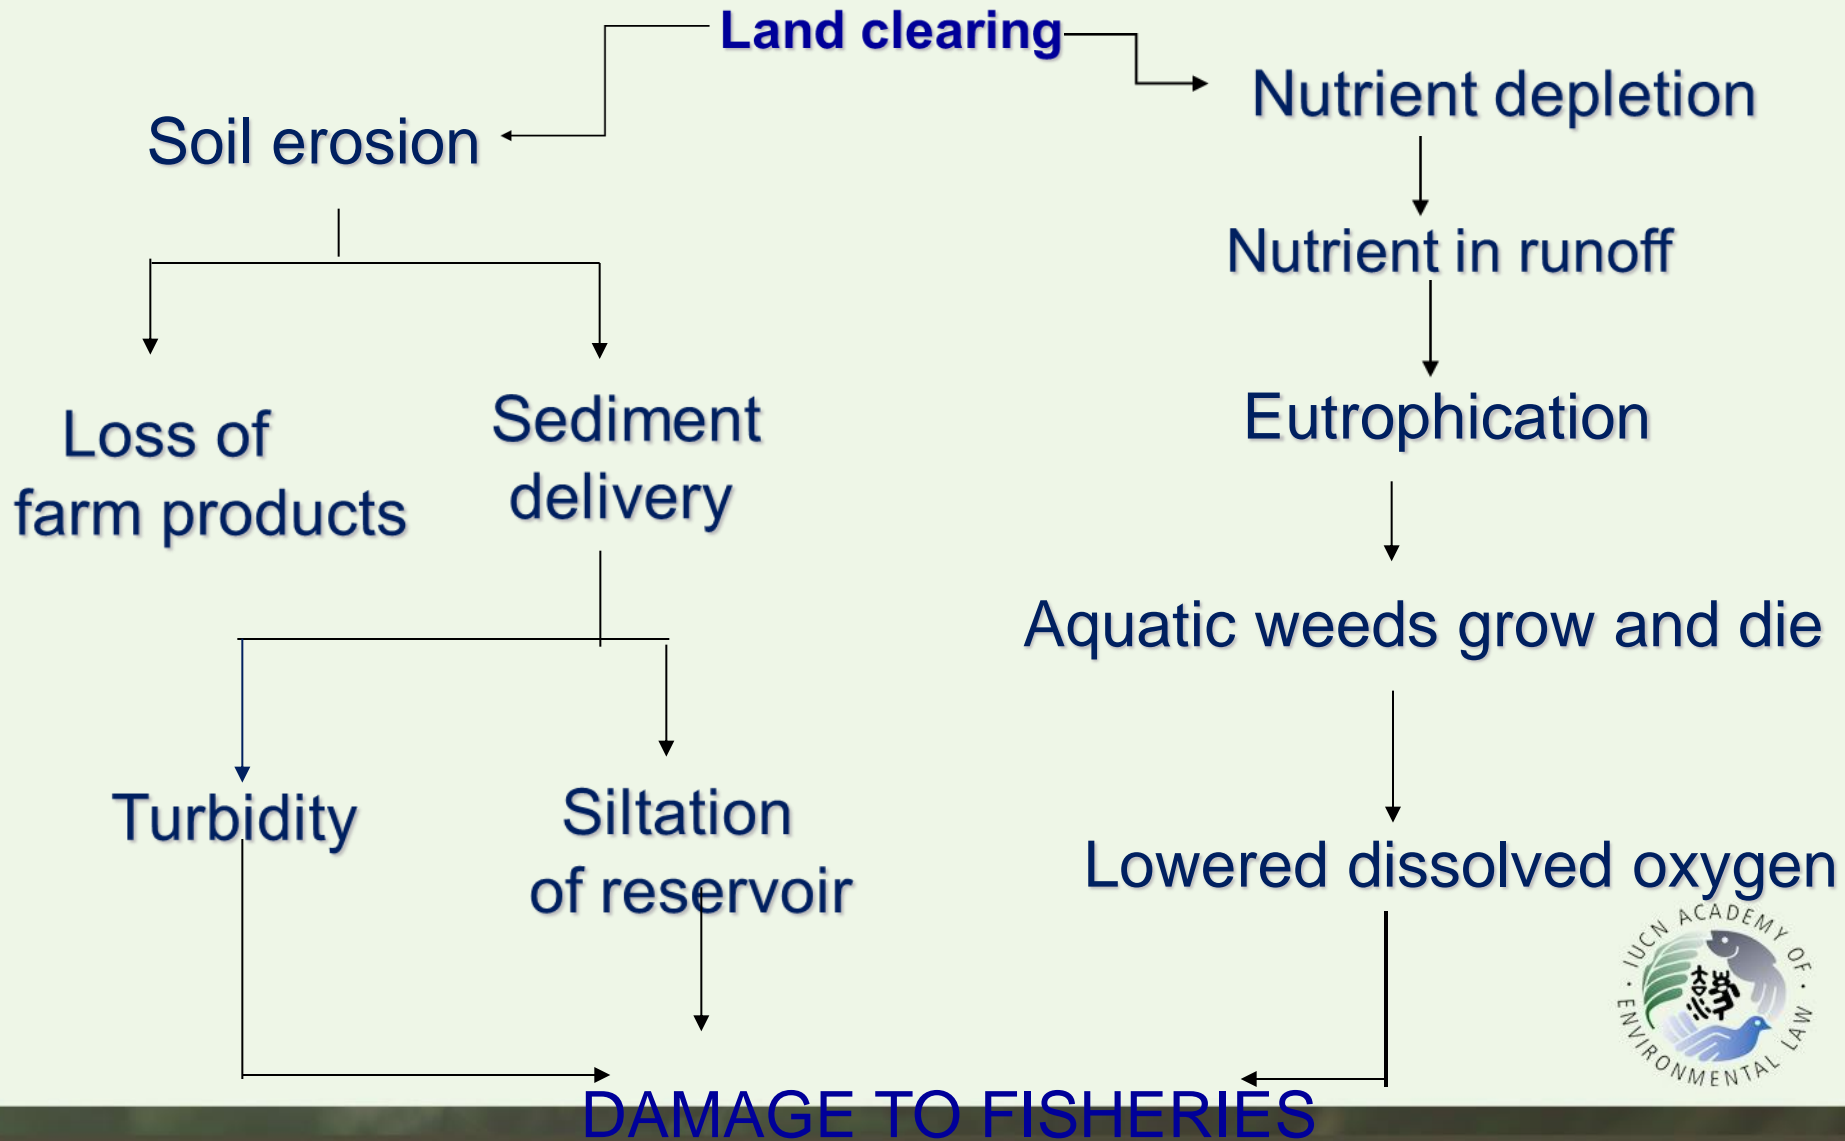 Land clearing
Soil erosion
Nutrient depletion
Nutrient in runoff
Loss of
farm products
Sediment
delivery
Eutrophication
Aquatic weeds grow and die
Turbidity
Siltation
of reservoir
Lowered dissolved oxygen
IUCN ACADEMY OF ENVIRONMENTAL LAW
DAMAGE TO FISHERIES